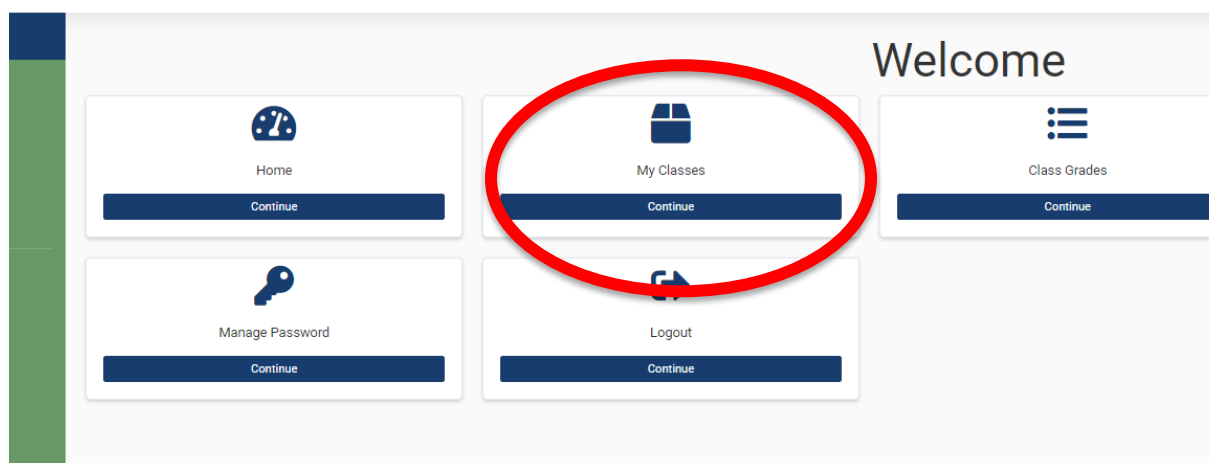 Welcome
Home
My Classes
Class Grades
Continue
Continue
Continue
Manage Password
Logout
Continue
Continue